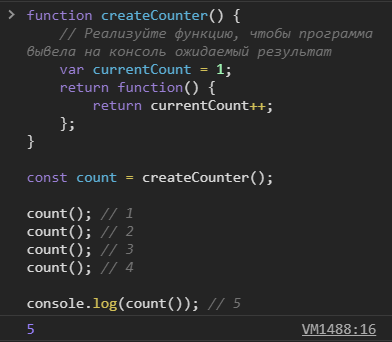 > function createCounter() {
// Реализуйте функцию, чтобы программа
вывела на консоль ожидаемый результат
var currentCount = 1;
return function() {
return currentCount++;
};
}
const count = createCounter();
count(); // 1
count(); // 2
count(); // 3
count(); // 4
console.log(count()); // 5
5 VM1488:16